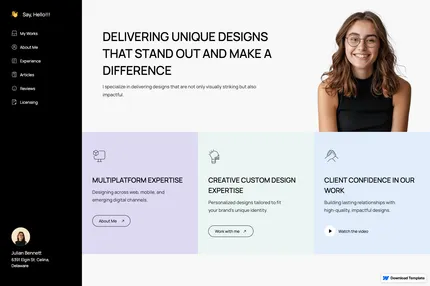 Say, Hello!!!
My Works
About Me
Experience
Articles
Reviews
Licensing
Julian Bennett
6391 Elgin St. Celina,
Delaware
DELIVERING UNIQUE DESIGNS
THAT STAND OUT AND MAKE A
DIFFERENCE
I specialize in delivering designs that are not only visually striking but also
impactful.
MULTIPLATFORM EXPERTISE
Designing across web, mobile, and
emerging digital channels.
About Me
CREATIVE CUSTOM DESIGN
EXPERTISE
Personalized designs tailored to fit
your brand's unique identity.
Work with me
CLIENT CONFIDENCE IN OUR
WORK
Building lasting relationships with
high-quality, impactful designs.
Watch the video
Download Template